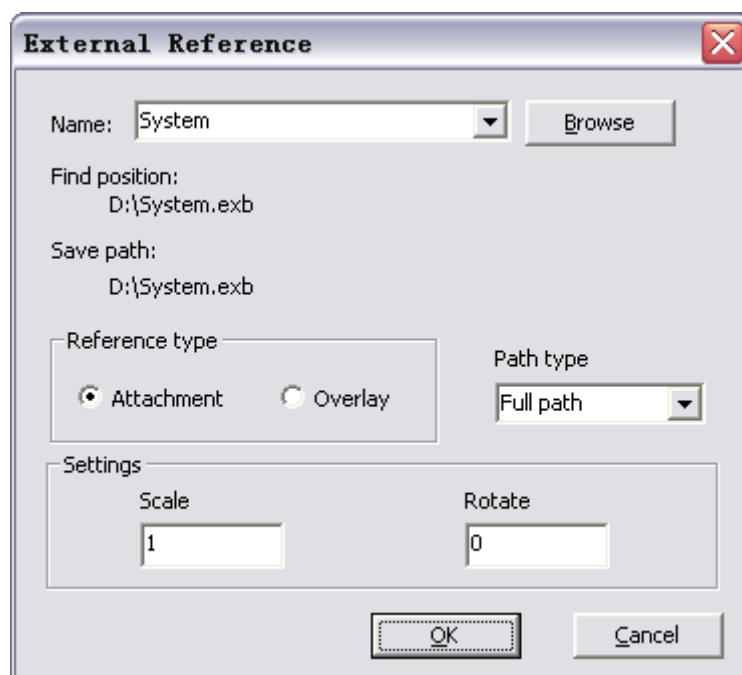 External Reference
Name: System Browse
Find position:
D:\System.exb
Save path:
D:\System.exb
Reference type
Path type
Attachment Overlay
Full path
Settings
Scale Rotate
1 0
OK Cancel